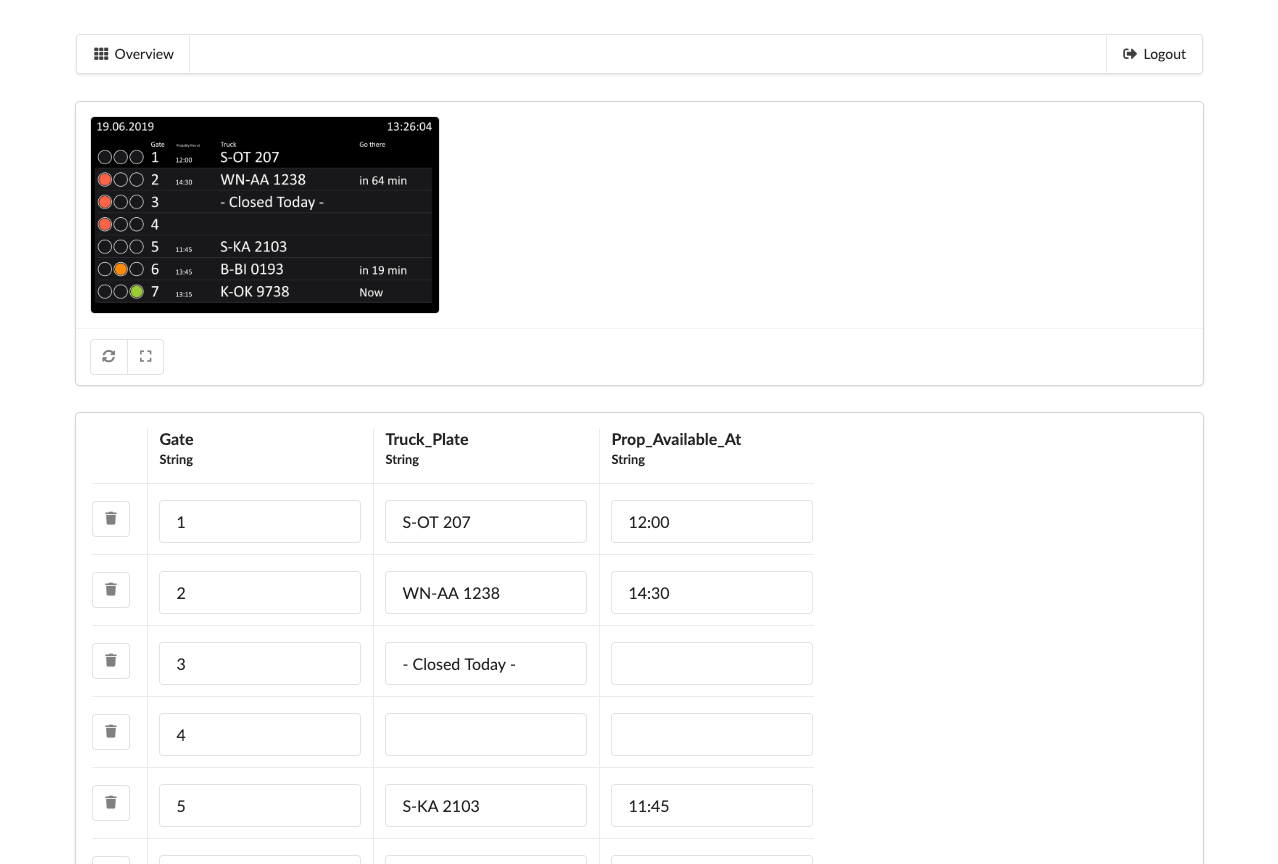 Overview Logout
19.06.2019 13:26:04
Gate Probably free at Truck Go there
1 12:00 S-OT 207
2 14:30 WN-AA 1238 in 64 min
3 - Closed Today -
4
5 11:45 S-KA 2103
6 13:45 B-BI 0193 in 19 min
7 13:15 K-OK 9738 Now
Gate Truck_Plate Prop_Available_At
String String String
1 S-OT 207 12:00
2 WN-AA 1238 14:30
3 - Closed Today -
4
5 S-KA 2103 11:45